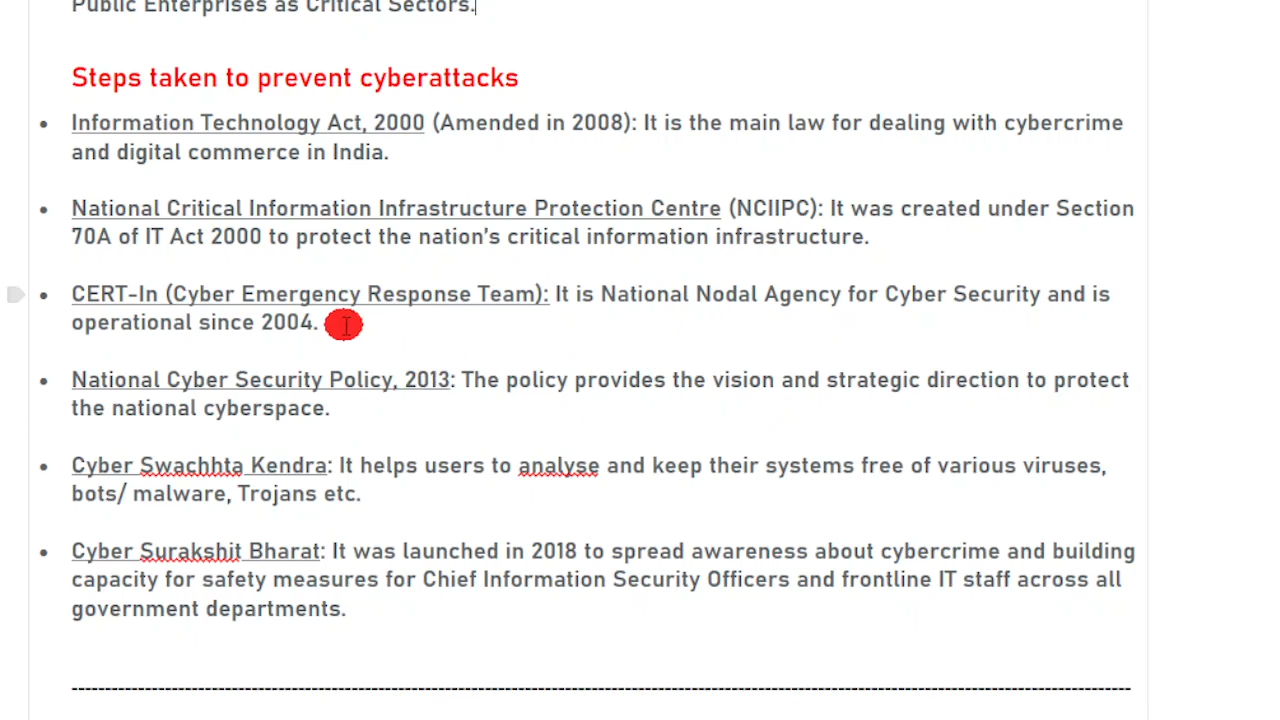 Public Enterprises as Critical Sectors.
Steps taken to prevent cyberattacks
• Information Technology Act, 2000 (Amended in 2008): It is the main law for dealing with cybercrime
and digital commerce in India.
• National Critical Information Infrastructure Protection Centre (NCIIPC): It was created under Section
70A of IT Act 2000 to protect the nation's critical information infrastructure.
• CERT-In (Cyber Emergency Response Team): It is National Nodal Agency for Cyber Security and is
operational since 2004.
• National Cyber Security Policy, 2013: The policy provides the vision and strategic direction to protect
the national cyberspace.
• Cyber Swachhta Kendra: It helps users to analyse and keep their systems free of various viruses,
bots/ malware, Trojans etc.
• Cyber Surakshit Bharat: It was launched in 2018 to spread awareness about cybercrime and building
capacity for safety measures for Chief Information Security Officers and frontline IT staff across all
government departments.